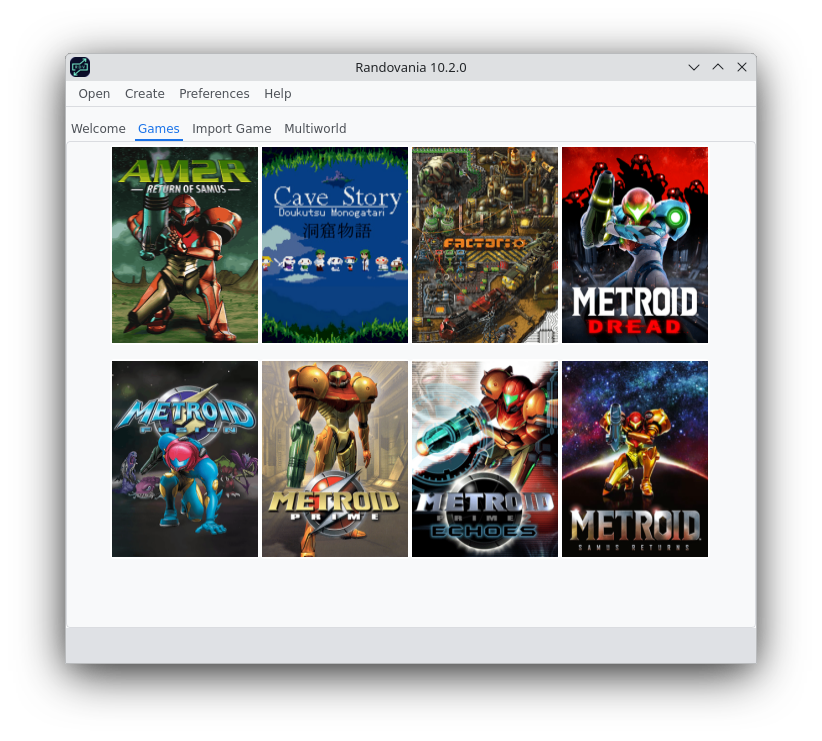 Randovania 10.2.0
Open Create Preferences Help
Welcome Games Import Game Multiworld
AM2R
RETURN OF SAMUS
Cave Story
Doukutsu Monogatari
洞窟物語
FACTORIO
METROID
DREAD
METROID
FUSION
METROID
PRIME
METROID
PRIME
ECHOES
METROID
SAMUS RETURNS